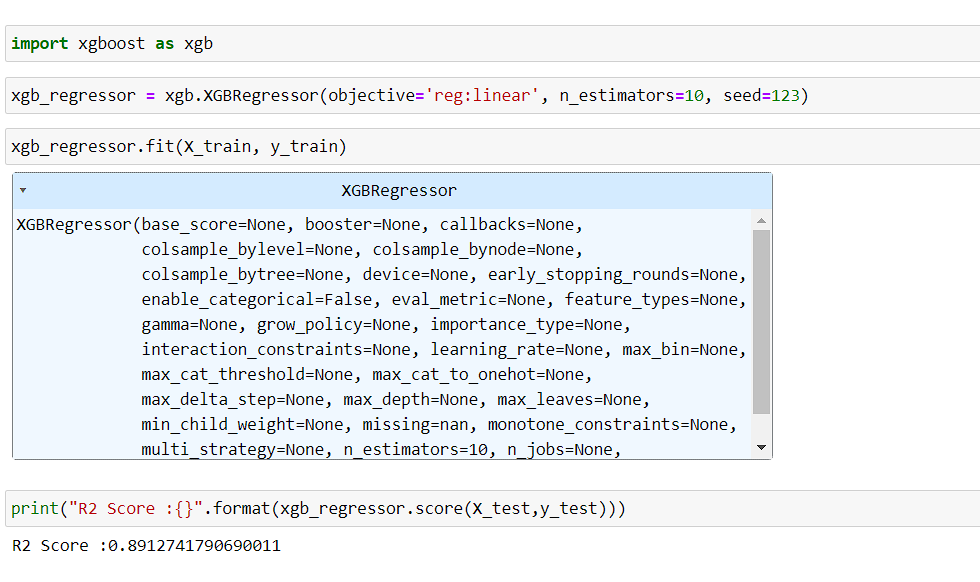 import xgboost as xgb
xgb_regressor = xgb.XGBRegressor(objective='reg:linear', n_estimators=10, seed=123)
xgb_regressor.fit(X_train, y_train)
XGBRegressor
XGBRegressor(base_score=None, booster=None, callbacks=None,
colsample_bylevel=None, colsample_bynode=None,
colsample_bytree=None, device=None, early_stopping_rounds=None,
enable_categorical=False, eval_metric=None, feature_types=None,
gamma=None, grow_policy=None, importance_type=None,
interaction_constraints=None, learning_rate=None, max_bin=None,
max_cat_threshold=None, max_cat_to_onehot=None,
max_delta_step=None, max_depth=None, max_leaves=None,
min_child_weight=None, missing=nan, monotone_constraints=None,
multi_strategy=None, n_estimators=10, n_jobs=None,
print("R2 Score :{}".format(xgb_regressor.score(X_test,y_test)))
R2 Score :0.8912741790690011